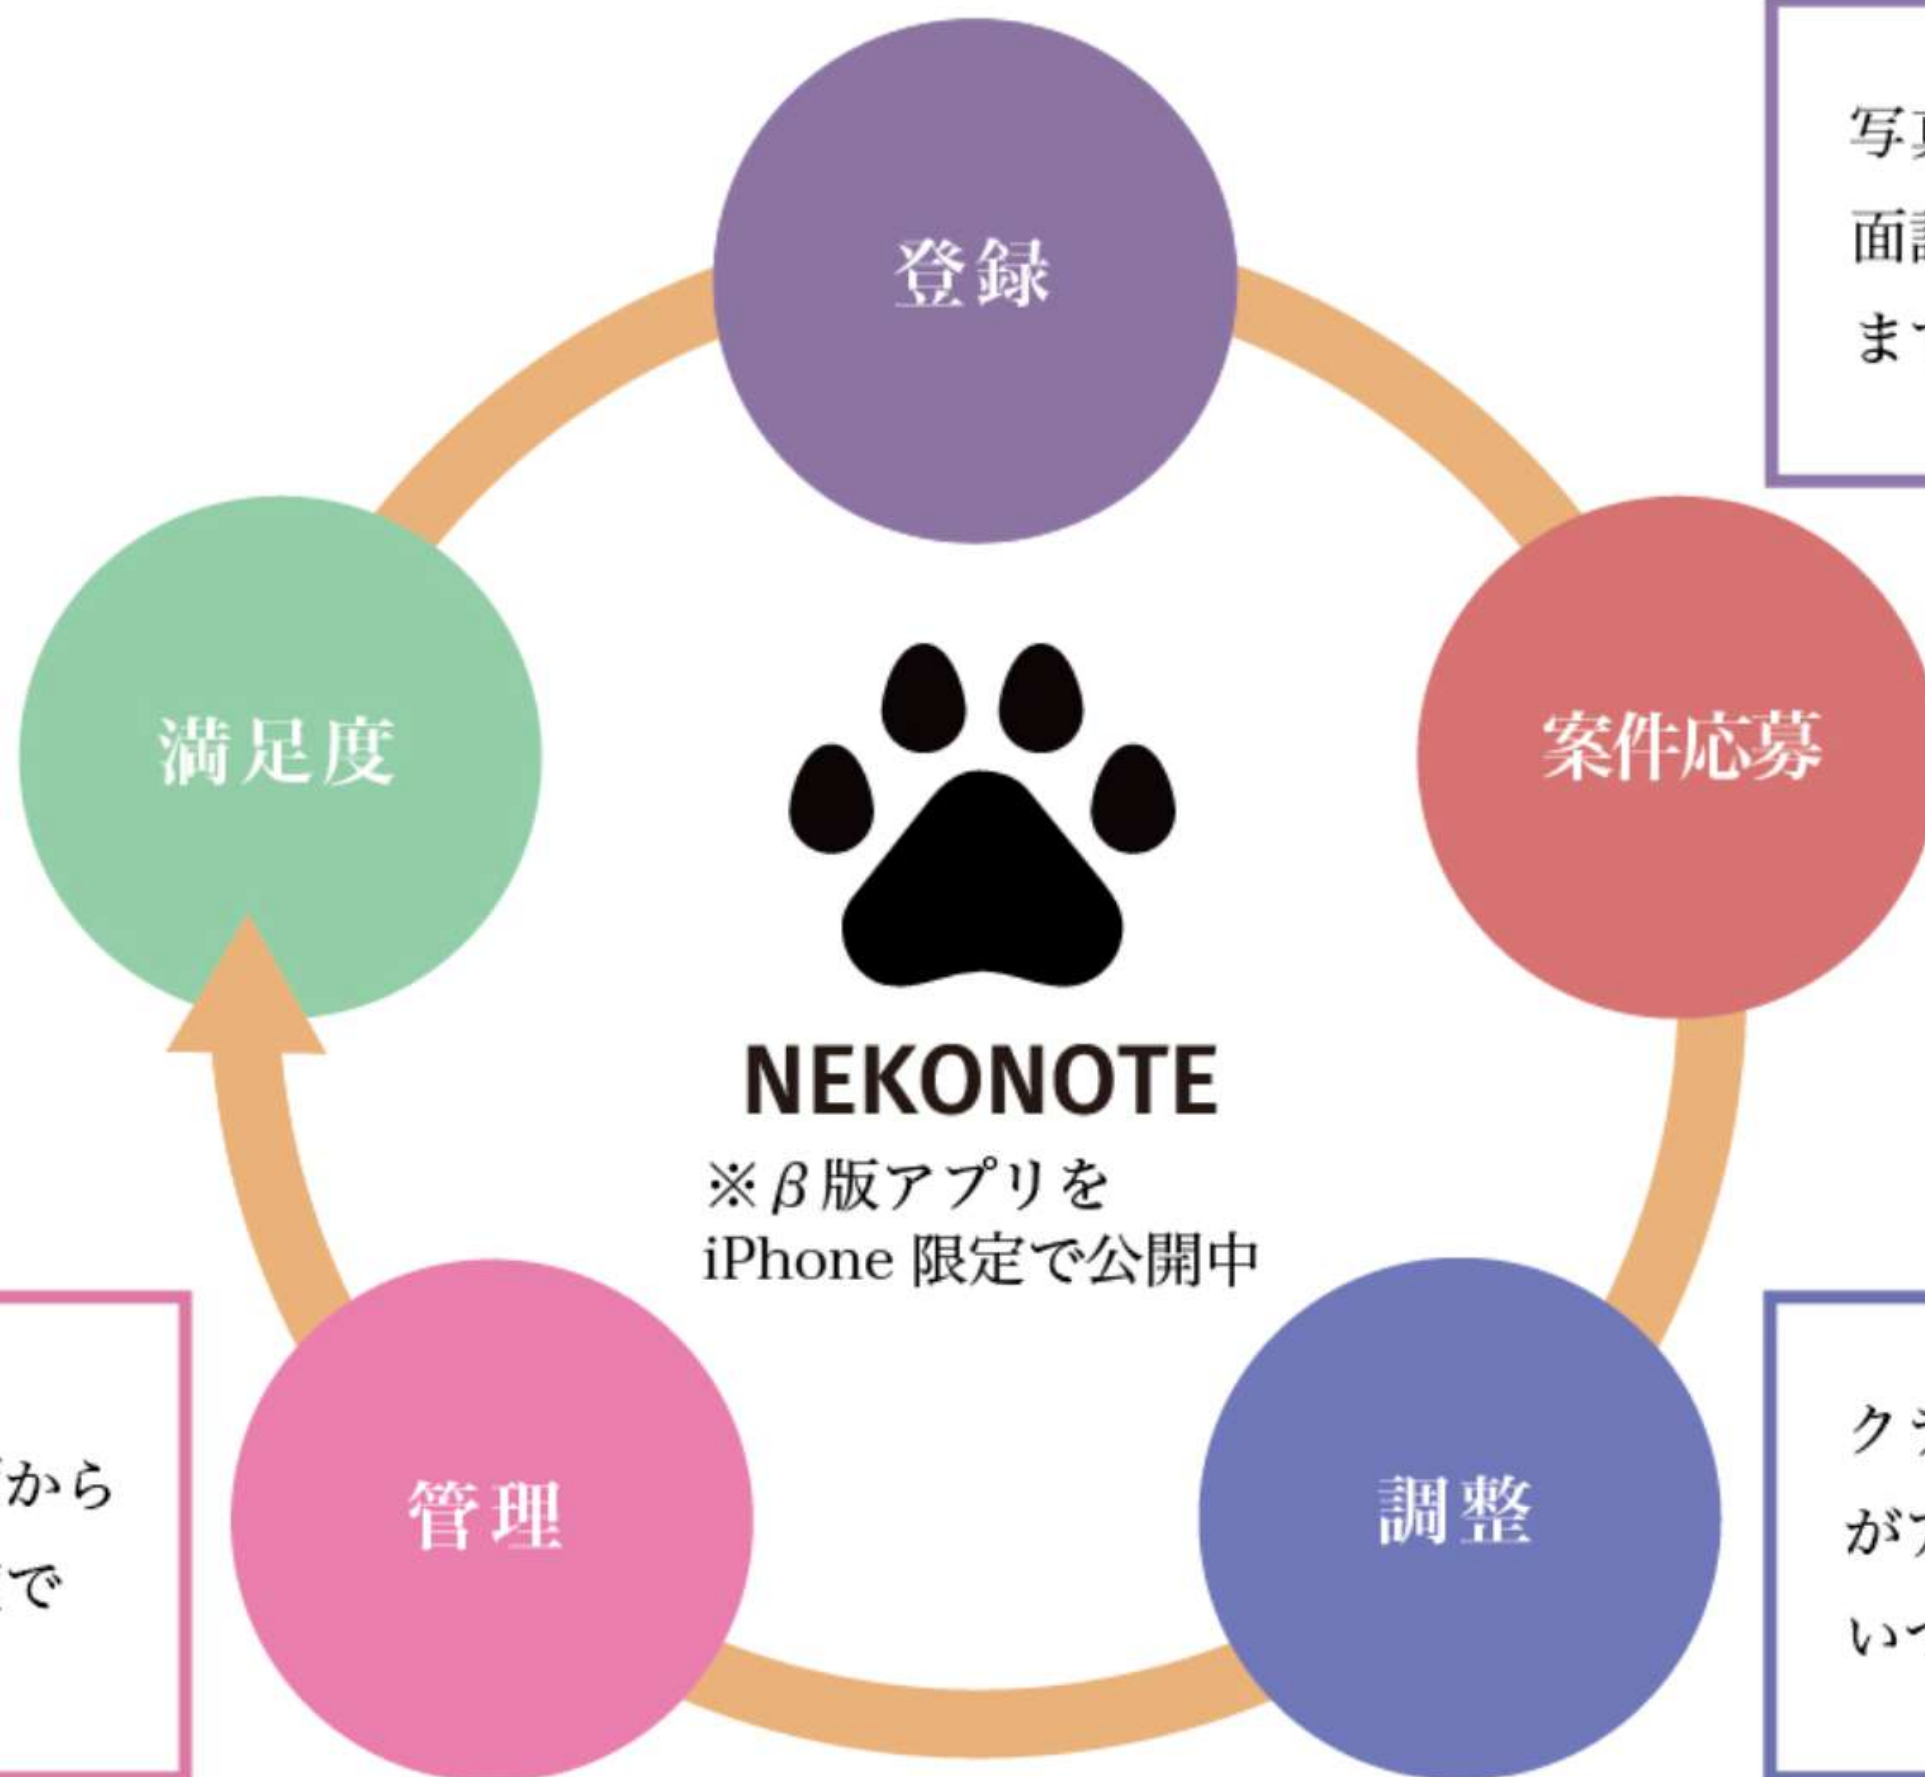 登録
満足度
案件応募
NEKONOTE
※β版アプリを
iPhone 限定で公開中
管理
調整
から
で
写
面
ま
ク
が
い